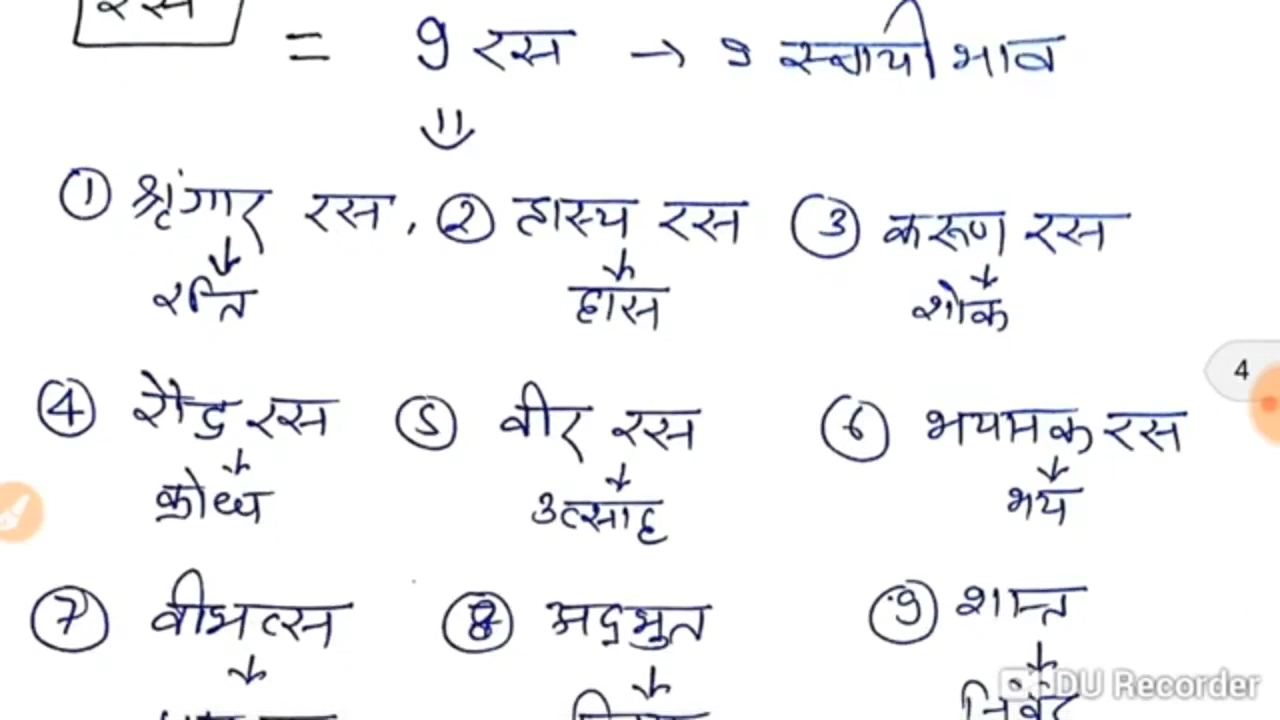 रस
= 9 रस → 9 स्थायी भाव
① श्रृंगार रस, ② हास्य रस ③ करूण रस
रति हास शोक
④ रौद्र रस ⑤ वीर रस ⑥ भयानक रस
क्रोध उत्साह भय
⑦ वीभत्स ⑧ अद्भुत ⑨ शान्त
निर्वेद
4
DU Recorder